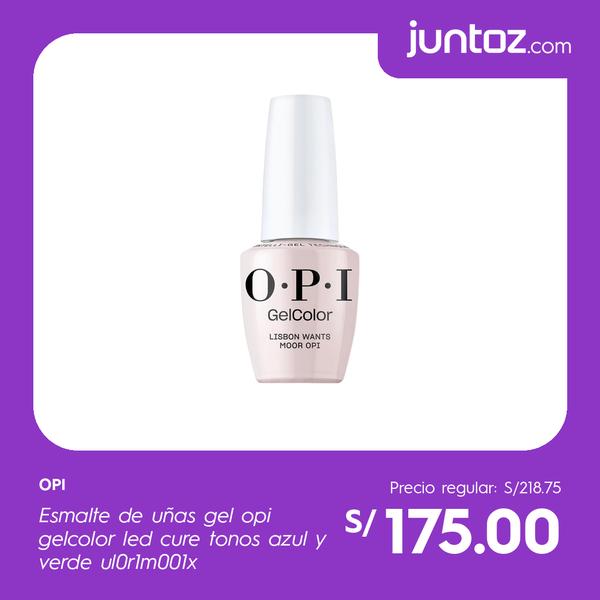 juntoz.com
O·P·I
GelColor
LISBON WANTS
MOOR OPI
OPI
Esmalte de uñas gel opi
gelcolor led cure tonos azul y
verde ul0r1m001x
Precio regular: S/218.75
S/ 175.00